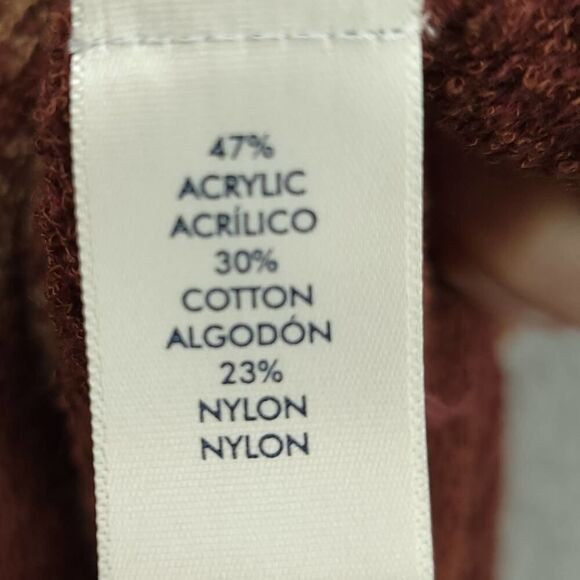 47%
ACRYLIC
ACRÍLICO
30%
COTTON
ALGODÓN
23%
NYLON
NYLON